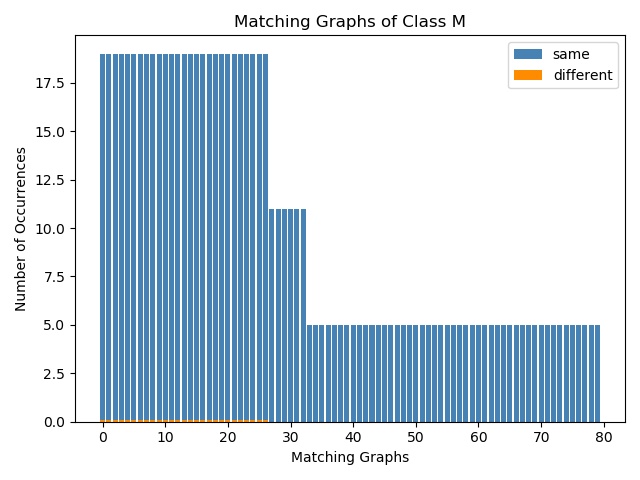 Matching Graphs of Class M
same
different
Number of Occurrences
17.5
15.0
12.5
10.0
7.5
5.0
2.5
0.0
0 10 20 30 40 50 60 70 80
Matching Graphs